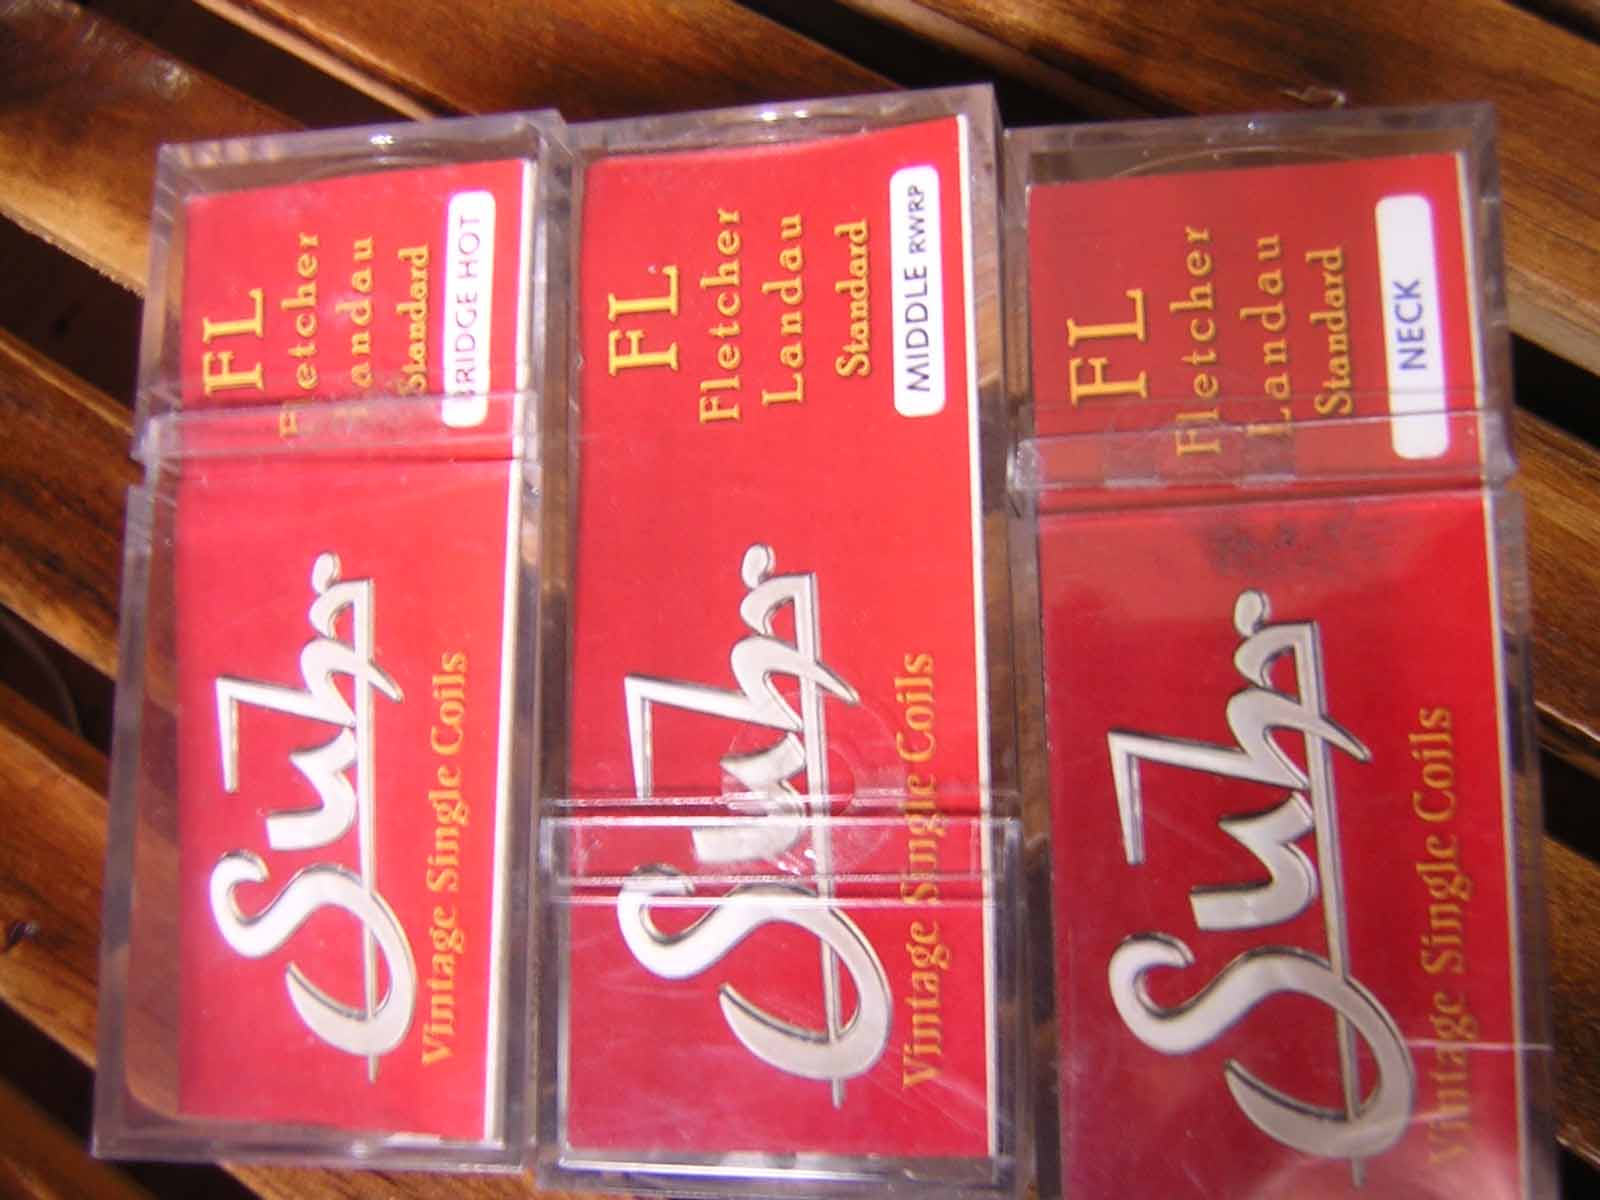 Suhr
Vintage Single Coils
FL
Fletcher
Landau
Standard
BRIDGE HOT
Suhr
Vintage Single Coils
FL
Fletcher
Landau
Standard
MIDDLE RWRP
Suhr
Vintage Single Coils
FL
Fletcher
Landau
Standard
NECK